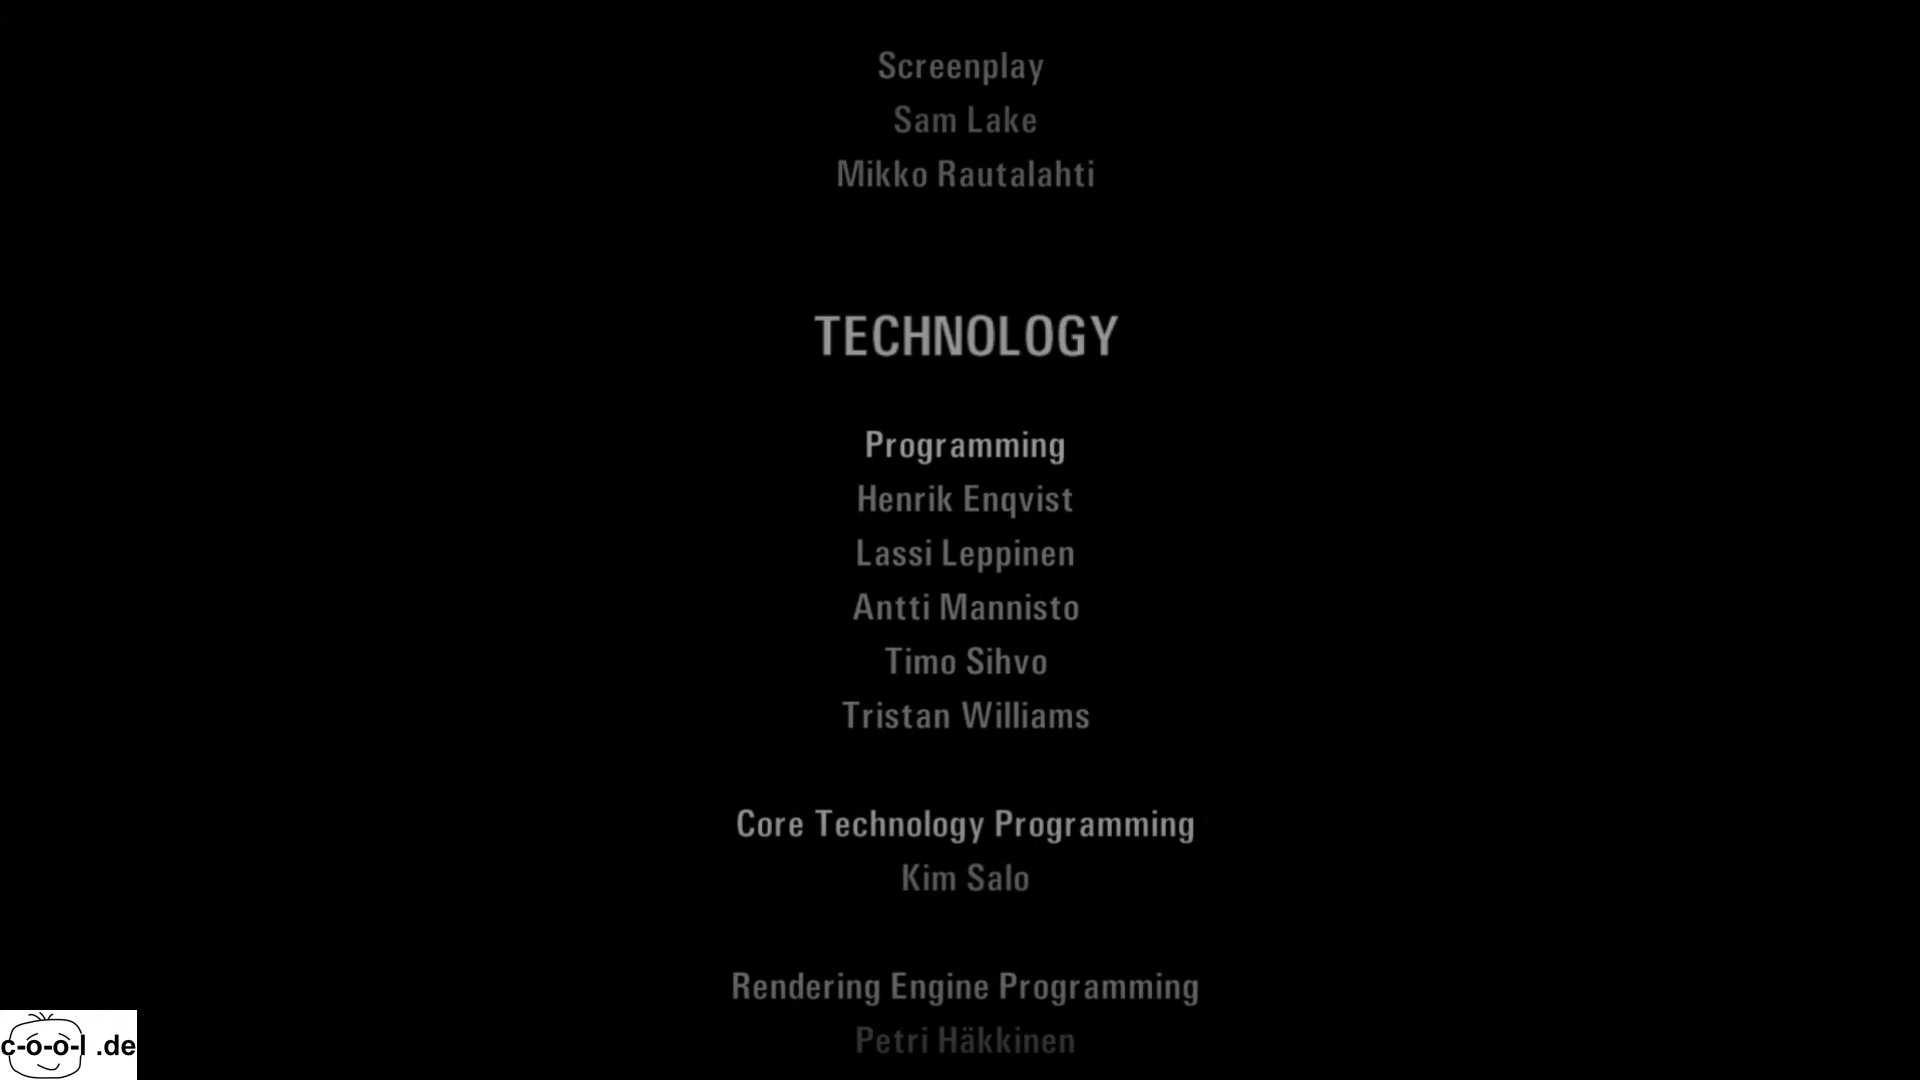 Screenplay
Sam Lake
Mikko Rautalahti
TECHNOLOGY
Programming
Henrik Enqvist
Lassi Leppinen
Antti Mannisto
Timo Sihvo
Tristan Williams
Core Technology Programming
Kim Salo
Rendering Engine Programming
Petri Häkkinen
c-o-o-l .de